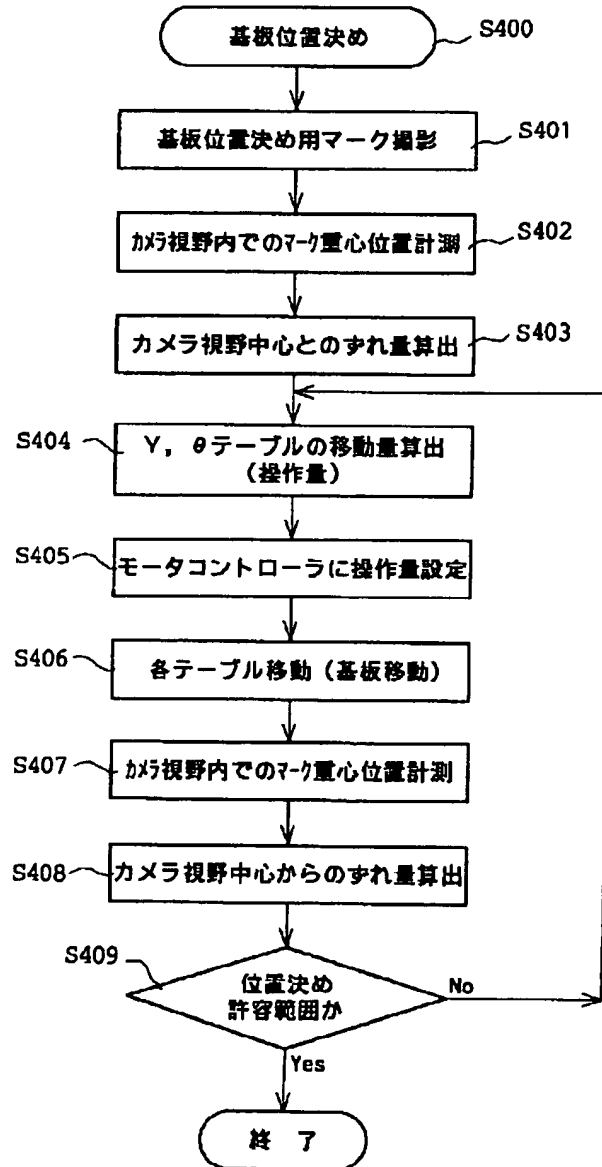 基板位置決め
S400
基板位置決め用マーク撮影
S401
カメラ視野内でのマーク重心位置計測
S402
カメラ視野中心とのずれ量算出
S403
S404
Y,θテーブルの移動量算出
(操作量)
S405
モータコントローラに操作量設定
S406
各テーブル移動(基板移動)
S407
カメラ視野内でのマーク重心位置計測
S408
カメラ視野中心からのずれ量算出
S409
位置決め
許容範囲か
No
Yes
終 了